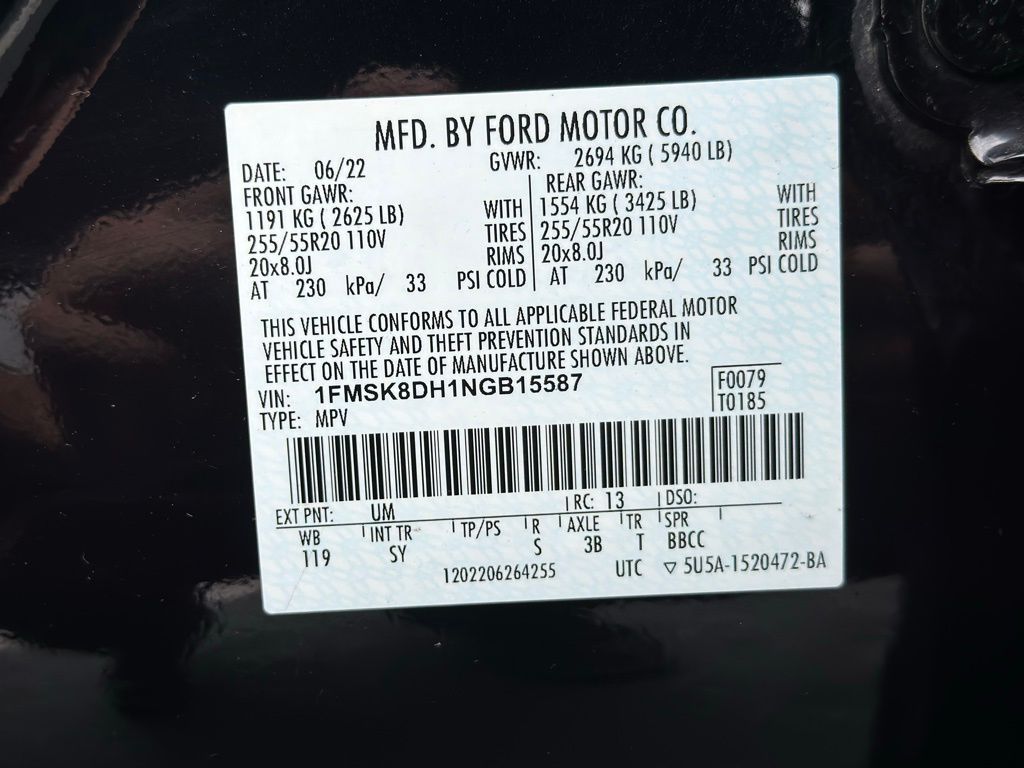 MFD. BY FORD MOTOR CO.
DATE: 06/22 GVWR: 2694 KG ( 5940 LB)
FRONT GAWR: REAR GAWR:
1191 KG ( 2625 LB) WITH 1554 KG ( 3425 LB) WITH
255/55R20 110V TIRES 255/55R20 110V TIRES
20x8.0J RIMS 20x8.0J RIMS
AT 230 kPa/ 33 PSI COLD AT 230 kPa/ 33 PSI COLD
THIS VEHICLE CONFORMS TO ALL APPLICABLE FEDERAL MOTOR
VEHICLE SAFETY AND THEFT PREVENTION STANDARDS IN
EFFECT ON THE DATE OF MANUFACTURE SHOWN ABOVE.
VIN: 1FMSK8DH1NGB15587 F0079
TYPE: MPV T0185
EXT PNT: UM RC: 13 DSO:
WB INT TR TP/PS R AXLE TR SPR
119 SY S 3B T BBCC
1202206264255 UTC ▽ 5U5A-1520472-BA